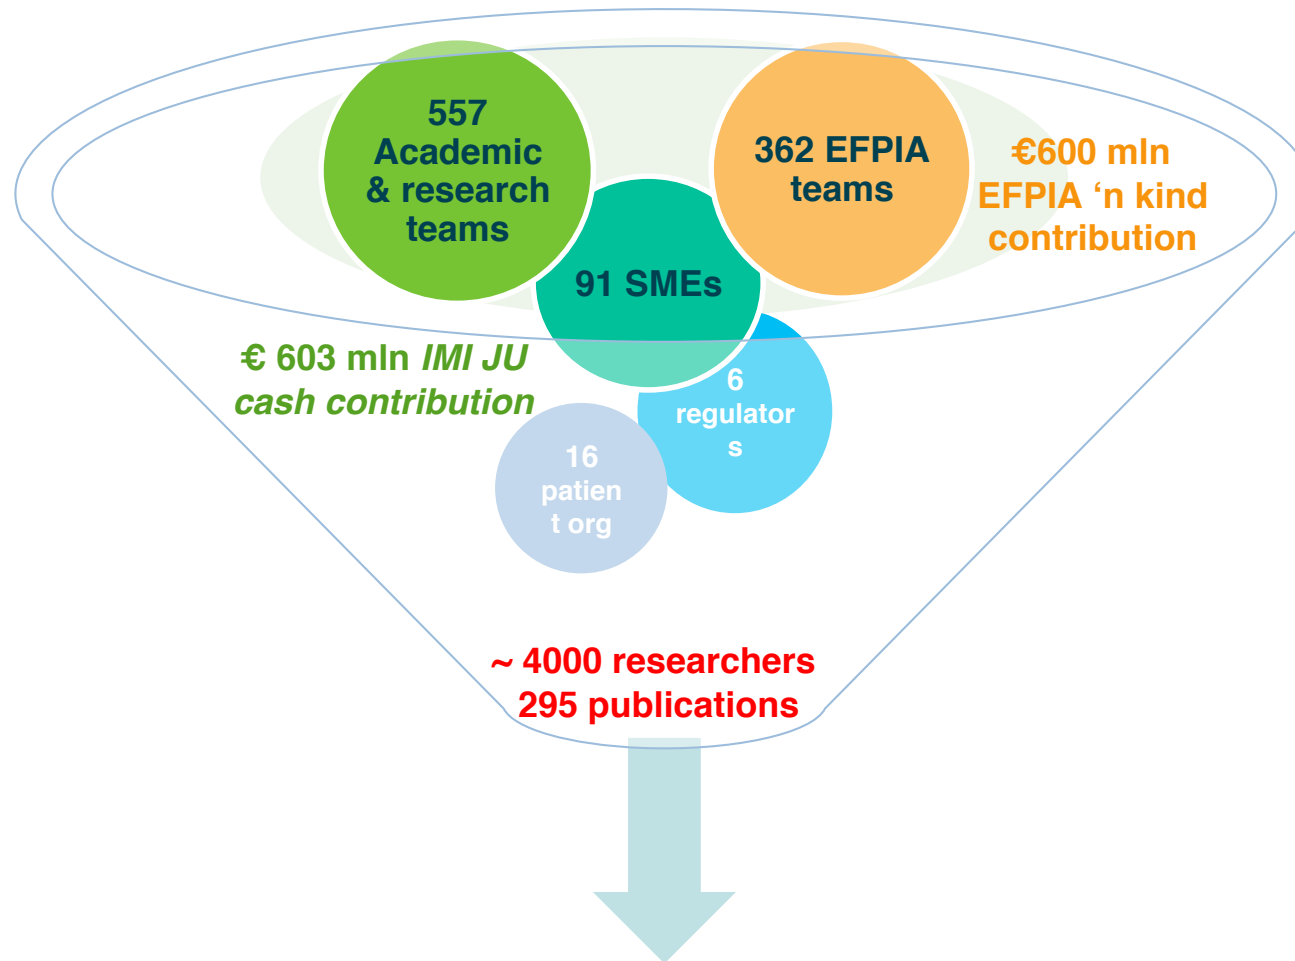 557
Academic
& research
teams
362 EFPIA
teams
€600 mln
EFPIA ‘n kind
contribution
91 SMEs
€ 603 mln IMI JU
cash contribution
6
regulator
s
16
patien
t org
~ 4000 researchers
295 publications